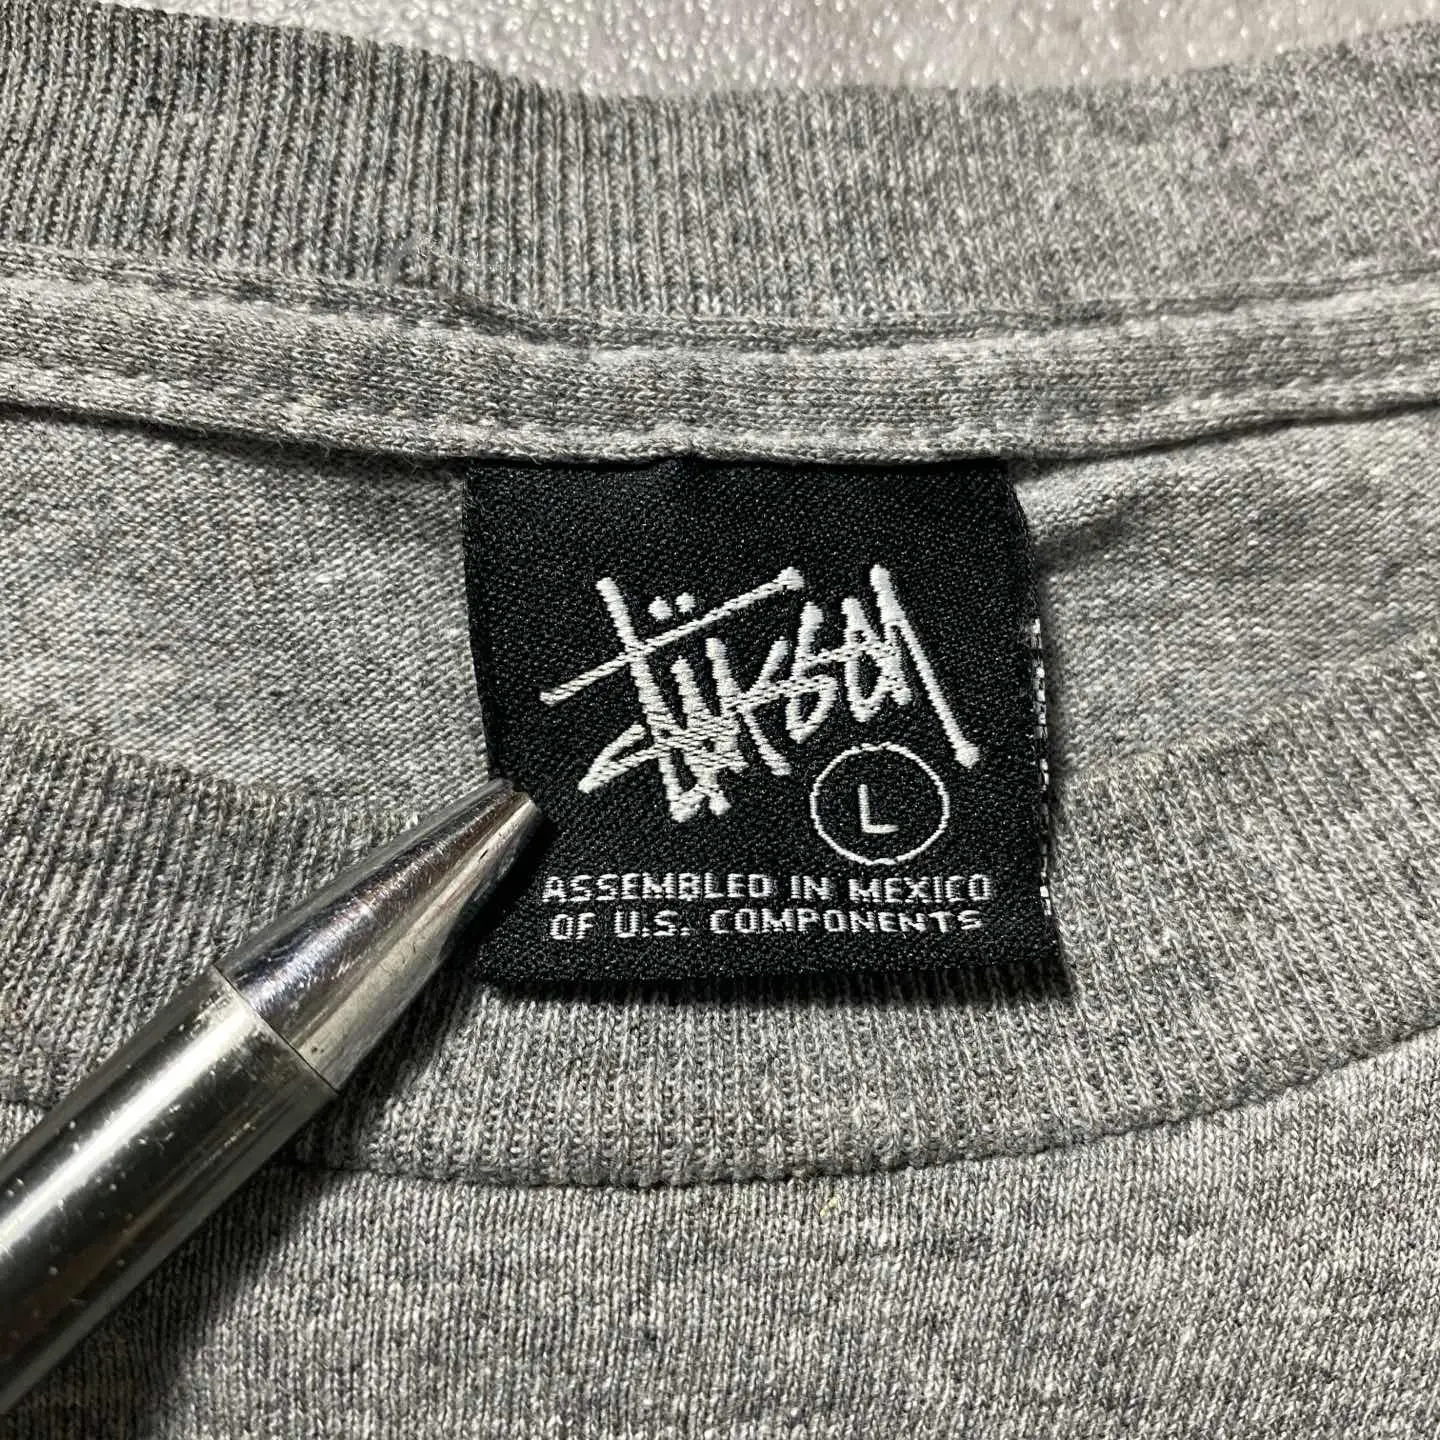 Stüssy
L
ASSEMBLED IN MEXICO
OF U.S. COMPONENTS